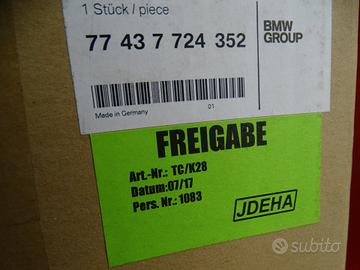 1 Stück / piece
77 43 7 724 352
BMW
GROUP
Made in Germany
01
FREIGABE
Art.-Nr.: TC/K28
Datum:07/17
Pers. Nr.: 1083
JDEHA
subito